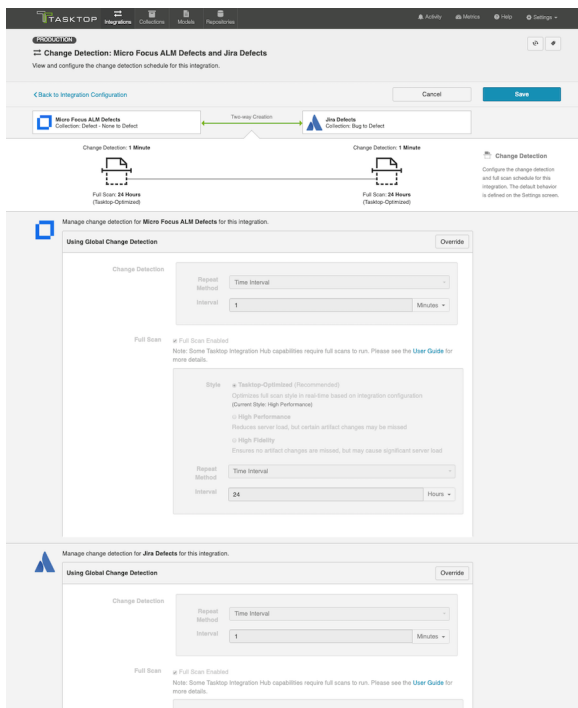 TASKTOP
Integrations
Collections
Models
Repositories
Activity
Metrics
Help
Settings
PRODUCTION
Change Detection: Micro Focus ALM Defects and Jira Defects
View and configure the change detection schedule for this integration.
Back to Integration Configuration
Cancel
Save
Micro Focus ALM Defects
Collection: Defect - None to Defect
Two-way Creation
Jira Defects
Collection: Bug to Defect
Change Detection: 1 Minute
Change Detection: 1 Minute
Full Scan: 24 Hours
(Tasktop-Optimized)
Full Scan: 24 Hours
(Tasktop-Optimized)
Change Detection
Configure the change detection
and full scan schedule for this
integration. The default behavior
is defined on the Settings screen.
Manage change detection for Micro Focus ALM Defects for this integration.
Using Global Change Detection
Override
Change Detection
Repeat
Method
Time Interval
Interval
1
Minutes
Full Scan
Full Scan Enabled
Note: Some Tasktop Integration Hub capabilities require full scans to run. Please see the User Guide for
more details.
Style
Tasktop-Optimized (Recommended)
Optimizes full scan style in real-time based on integration configuration
(Current Style: High Performance)
High Performance
Reduces server load, but certain artifact changes may be missed
High Fidelity
Ensures no artifact changes are missed, but may cause significant server load
Repeat
Method
Time Interval
Interval
24
Hours
Manage change detection for Jira Defects for this integration.
Using Global Change Detection
Override
Change Detection
Repeat
Method
Time Interval
Interval
1
Minutes
Full Scan
Full Scan Enabled
Note: Some Tasktop Integration Hub capabilities require full scans to run. Please see the User Guide for
more details.